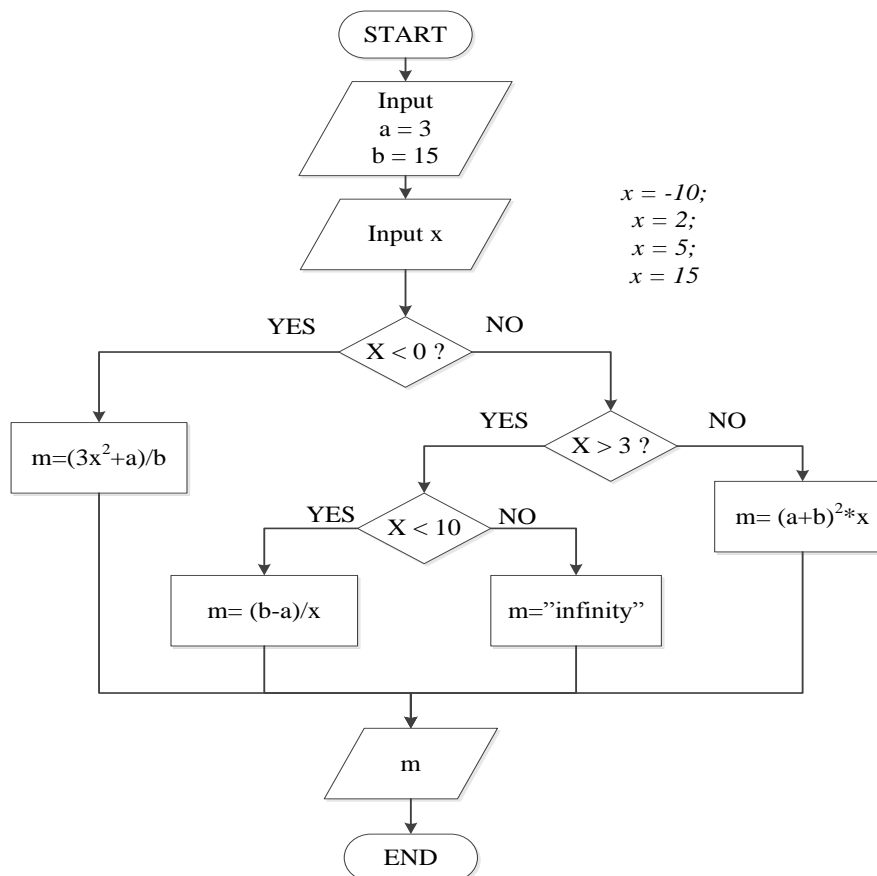 START
Input
a = 3
b = 15
Input x
x = -10;
x = 2;
x = 5;
x = 15
YES
NO
X < 0 ?
YES
NO
X > 3 ?
m=(3x²+a)/b
YES
NO
X < 10
m= (a+b)²*x
m= (b-a)/x
m=”infinity”
m
END